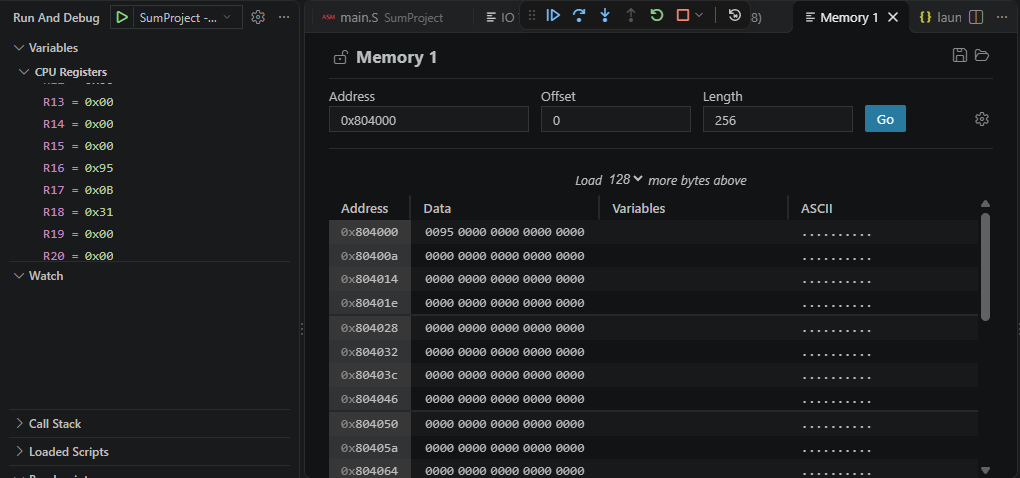 Run And Debug
SumProject -...
Variables
CPU Registers
R13 = 0x00
R14 = 0x00
R15 = 0x00
R16 = 0x95
R17 = 0x0B
R18 = 0x31
R19 = 0x00
R20 = 0x00
Watch
Call Stack
Loaded Scripts
ASM main.S SumProject
IO
8)
Memory 1
{} laun
Memory 1
Address Offset Length
0x804000 0 256 Go
Load 128 more bytes above
Address Data Variables ASCII
0x804000 0095 0000 0000 0000 0000 ..........
0x80400a 0000 0000 0000 0000 0000 ..........
0x804014 0000 0000 0000 0000 0000 ..........
0x80401e 0000 0000 0000 0000 0000 ..........
0x804028 0000 0000 0000 0000 0000 ..........
0x804032 0000 0000 0000 0000 0000 ..........
0x80403c 0000 0000 0000 0000 0000 ..........
0x804046 0000 0000 0000 0000 0000 ..........
0x804050 0000 0000 0000 0000 0000 ..........
0x80405a 0000 0000 0000 0000 0000 ..........
0x804064 0000 0000 0000 0000 0000 ..........